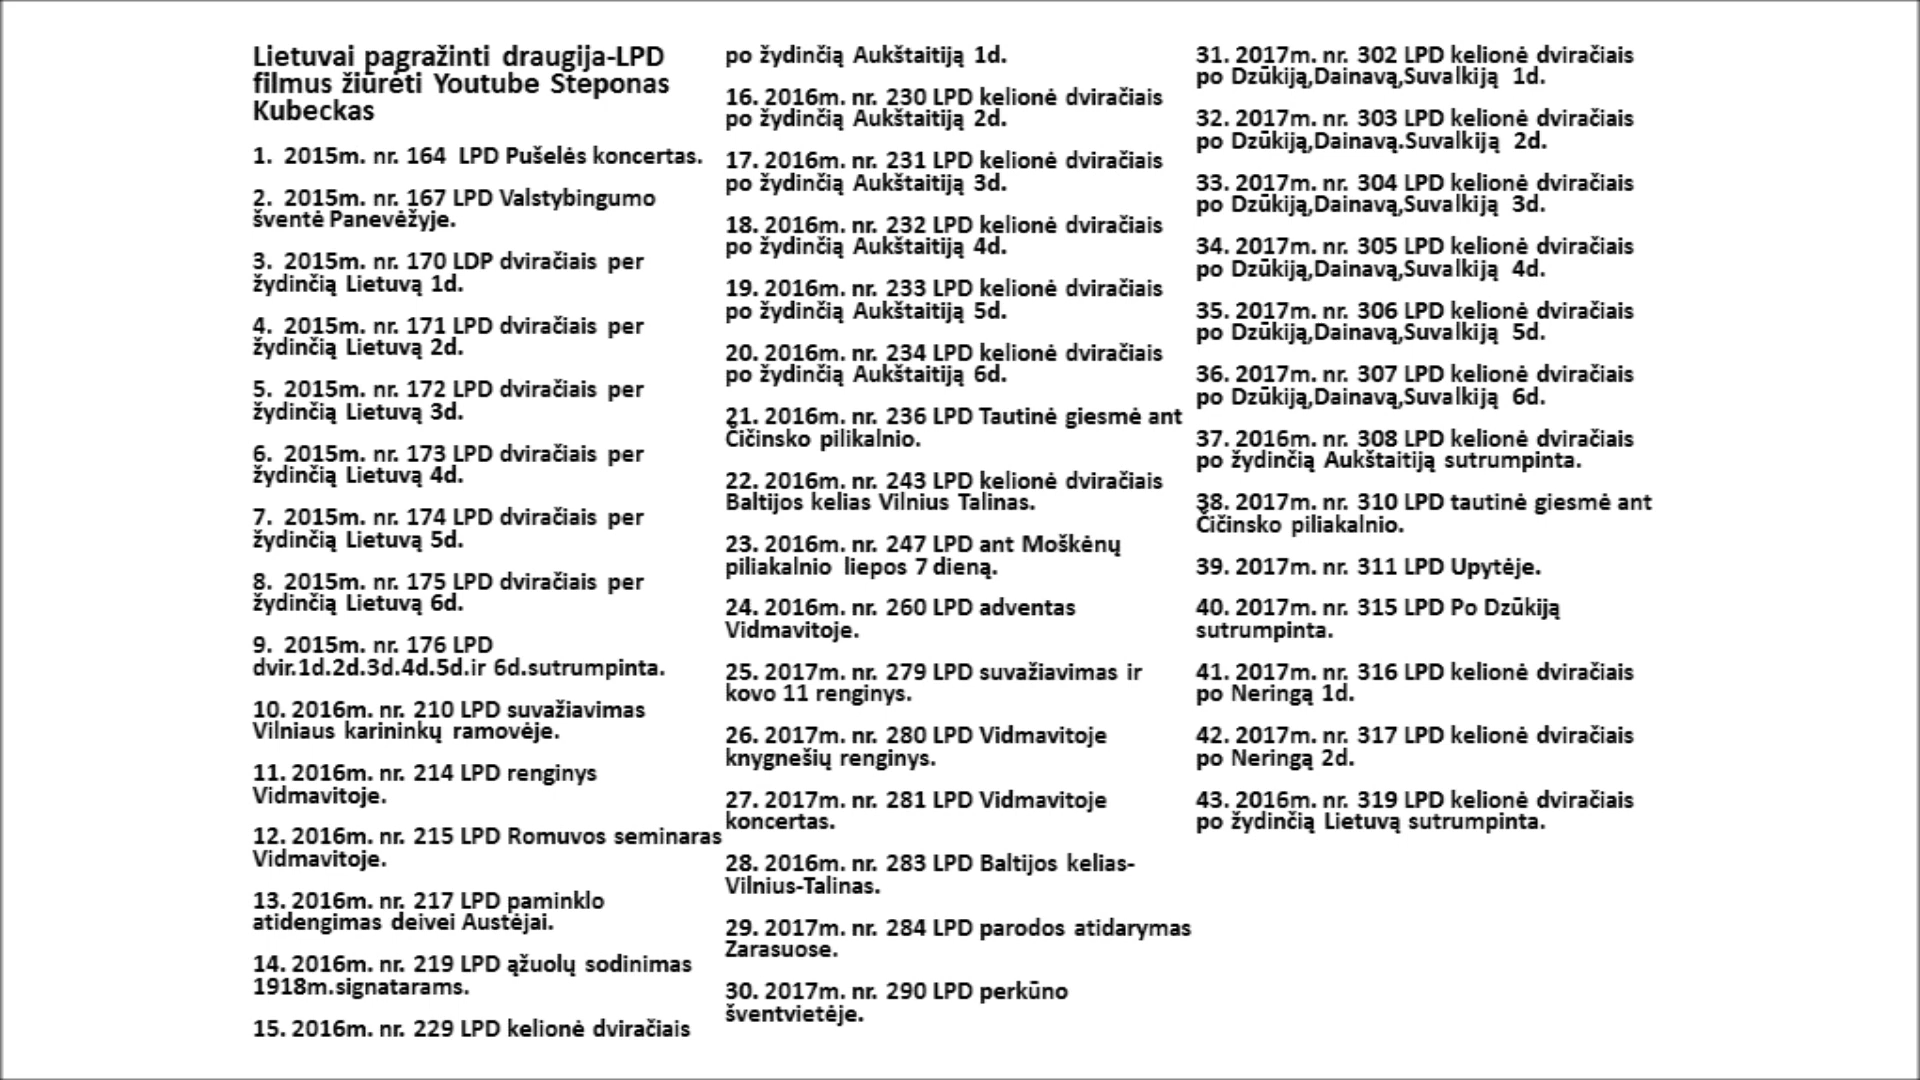 Lietuvai pagražinti draugija-LPD
filmus žiūrėti Youtube Steponas
Kubeckas
1. 2015m. nr. 164 LPD Pušelės koncertas.
2. 2015m. nr. 167 LPD Valstybingumo
šventė Panevėžyje.
3. 2015m. nr. 170 LDP dviračiais per
žydinčią Lietuvą 1d.
4. 2015m. nr. 171 LPD dviračiais per
žydinčią Lietuvą 2d.
5. 2015m. nr. 172 LPD dviračiais per
žydinčią Lietuvą 3d.
6. 2015m. nr. 173 LPD dviračiais per
žydinčią Lietuvą 4d.
7. 2015m. nr. 174 LPD dviračiais per
žydinčią Lietuvą 5d.
8. 2015m. nr. 175 LPD dviračiais per
žydinčią Lietuvą 6d.
9. 2015m. nr. 176 LPD
dvir.1d.2d.3d.4d.5d.ir 6d.sutrumpinta.
10. 2016m. nr. 210 LPD suvažiavimas
Vilniaus karininkų ramovėje.
11. 2016m. nr. 214 LPD renginys
Vidmavitoje.
12. 2016m. nr. 215 LPD Romuvos seminaras
Vidmavitoje.
13. 2016m. nr. 217 LPD paminklo
atidengimas deivei Austėjai.
14. 2016m. nr. 219 LPD ąžuolų sodinimas
1918m.signatarams.
15. 2016m. nr. 229 LPD kelionė dviračiais
po žydinčią Aukštaitiją 1d.
16. 2016m. nr. 230 LPD kelionė dviračiais
po žydinčią Aukštaitiją 2d.
17. 2016m. nr. 231 LPD kelionė dviračiais
po žydinčią Aukštaitiją 3d.
18. 2016m. nr. 232 LPD kelionė dviračiais
po žydinčią Aukštaitiją 4d.
19. 2016m. nr. 233 LPD kelionė dviračiais
po žydinčią Aukštaitiją 5d.
20. 2016m. nr. 234 LPD kelionė dviračiais
po žydinčią Aukštaitiją 6d.
21. 2016m. nr. 236 LPD Tautinė giesmė ant
Čičinsko pilikalnio.
22. 2016m. nr. 243 LPD kelionė dviračiais
Baltijos kelias Vilnius Talinas.
23. 2016m. nr. 247 LPD ant Moškėnų
piliakalnio liepos 7 dieną.
24. 2016m. nr. 260 LPD adventas
Vidmavitoje.
25. 2017m. nr. 279 LPD suvažiavimas ir
kovo 11 renginys.
26. 2017m. nr. 280 LPD Vidmavitoje
knygnešių renginys.
27. 2017m. nr. 281 LPD Vidmavitoje
koncertas.
28. 2016m. nr. 283 LPD Baltijos kelias-
Vilnius-Talinas.
29. 2017m. nr. 284 LPD parodos atidarymas
Zarasuose.
30. 2017m. nr. 290 LPD perkūno
šventvietėje.
31. 2017m. nr. 302 LPD kelionė dviračiais
po Dzūkiją,Dainavą,Suvalkiją 1d.
32. 2017m. nr. 303 LPD kelionė dviračiais
po Dzūkiją,Dainavą.Suvalkiją 2d.
33. 2017m. nr. 304 LPD kelionė dviračiais
po Dzūkiją,Dainavą,Suvalkiją 3d.
34. 2017m. nr. 305 LPD kelionė dviračiais
po Dzūkiją,Dainavą,Suvalkiją 4d.
35. 2017m. nr. 306 LPD kelionė dviračiais
po Dzūkiją,Dainavą,Suvalkiją 5d.
36. 2017m. nr. 307 LPD kelionė dviračiais
po Dzūkiją,Dainavą,Suvalkiją 6d.
37. 2016m. nr. 308 LPD kelionė dviračiais
po žydinčią Aukštaitiją sutrumpinta.
38. 2017m. nr. 310 LPD tautinė giesmė ant
Čičinsko piliakalnio.
39. 2017m. nr. 311 LPD Upytėje.
40. 2017m. nr. 315 LPD Po Dzūkiją
sutrumpinta.
41. 2017m. nr. 316 LPD kelionė dviračiais
po Neringą 1d.
42. 2017m. nr. 317 LPD kelionė dviračiais
po Neringą 2d.
43. 2016m. nr. 319 LPD kelionė dviračiais
po žydinčią Lietuvą sutrumpinta.